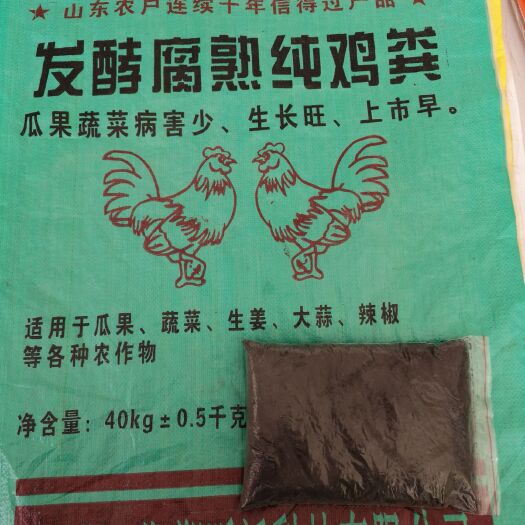 ★ 山东农户连续十年信得过产品 ★
发酵腐熟纯鸡粪
瓜果蔬菜病害少、生长旺、上市早。
适用于瓜果、蔬菜、生姜、大蒜、辣椒
等各种农作物
净含量：40kg±0.5千克